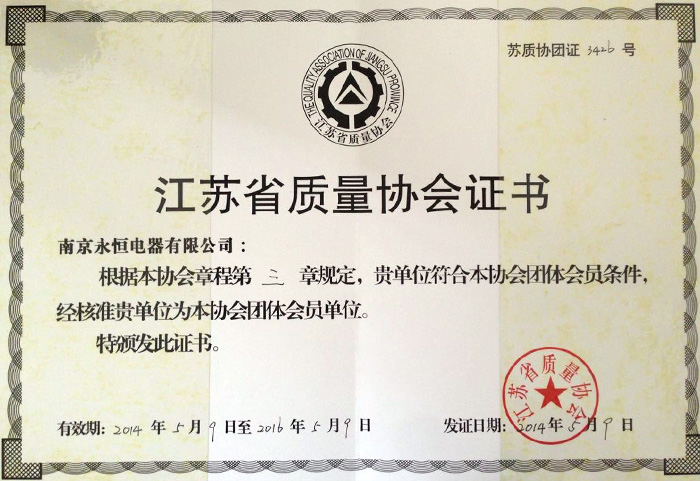 苏质协团证 3426 号
THE QUALITY ASSOCIATION OF JIANGSU PROVINCE
江苏省质量协会
江苏省质量协会证书
南京永恒电器有限公司：
根据本协会章程第 三 章规定，贵单位符合本协会团体会员条件，
经核准贵单位为本协会团体会员单位。
特颁发此证书。
江苏省质量协会
有效期：2014 年 5 月 9 日至 2016 年 5 月 9 日 发证日期：2014 年 5 月 9 日